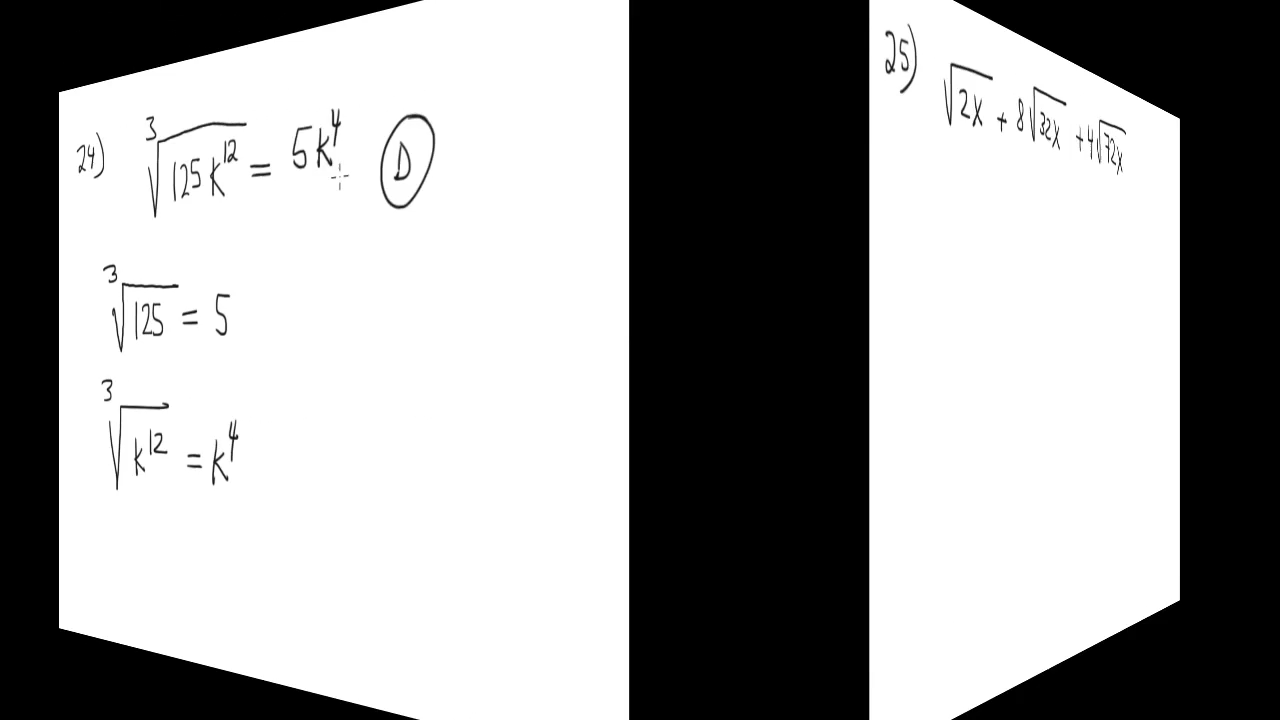 24) ∛125k¹² = 5k⁴ D
∛125 = 5
∛k¹² = k⁴
25) √2x + 8√32x + 4√72x